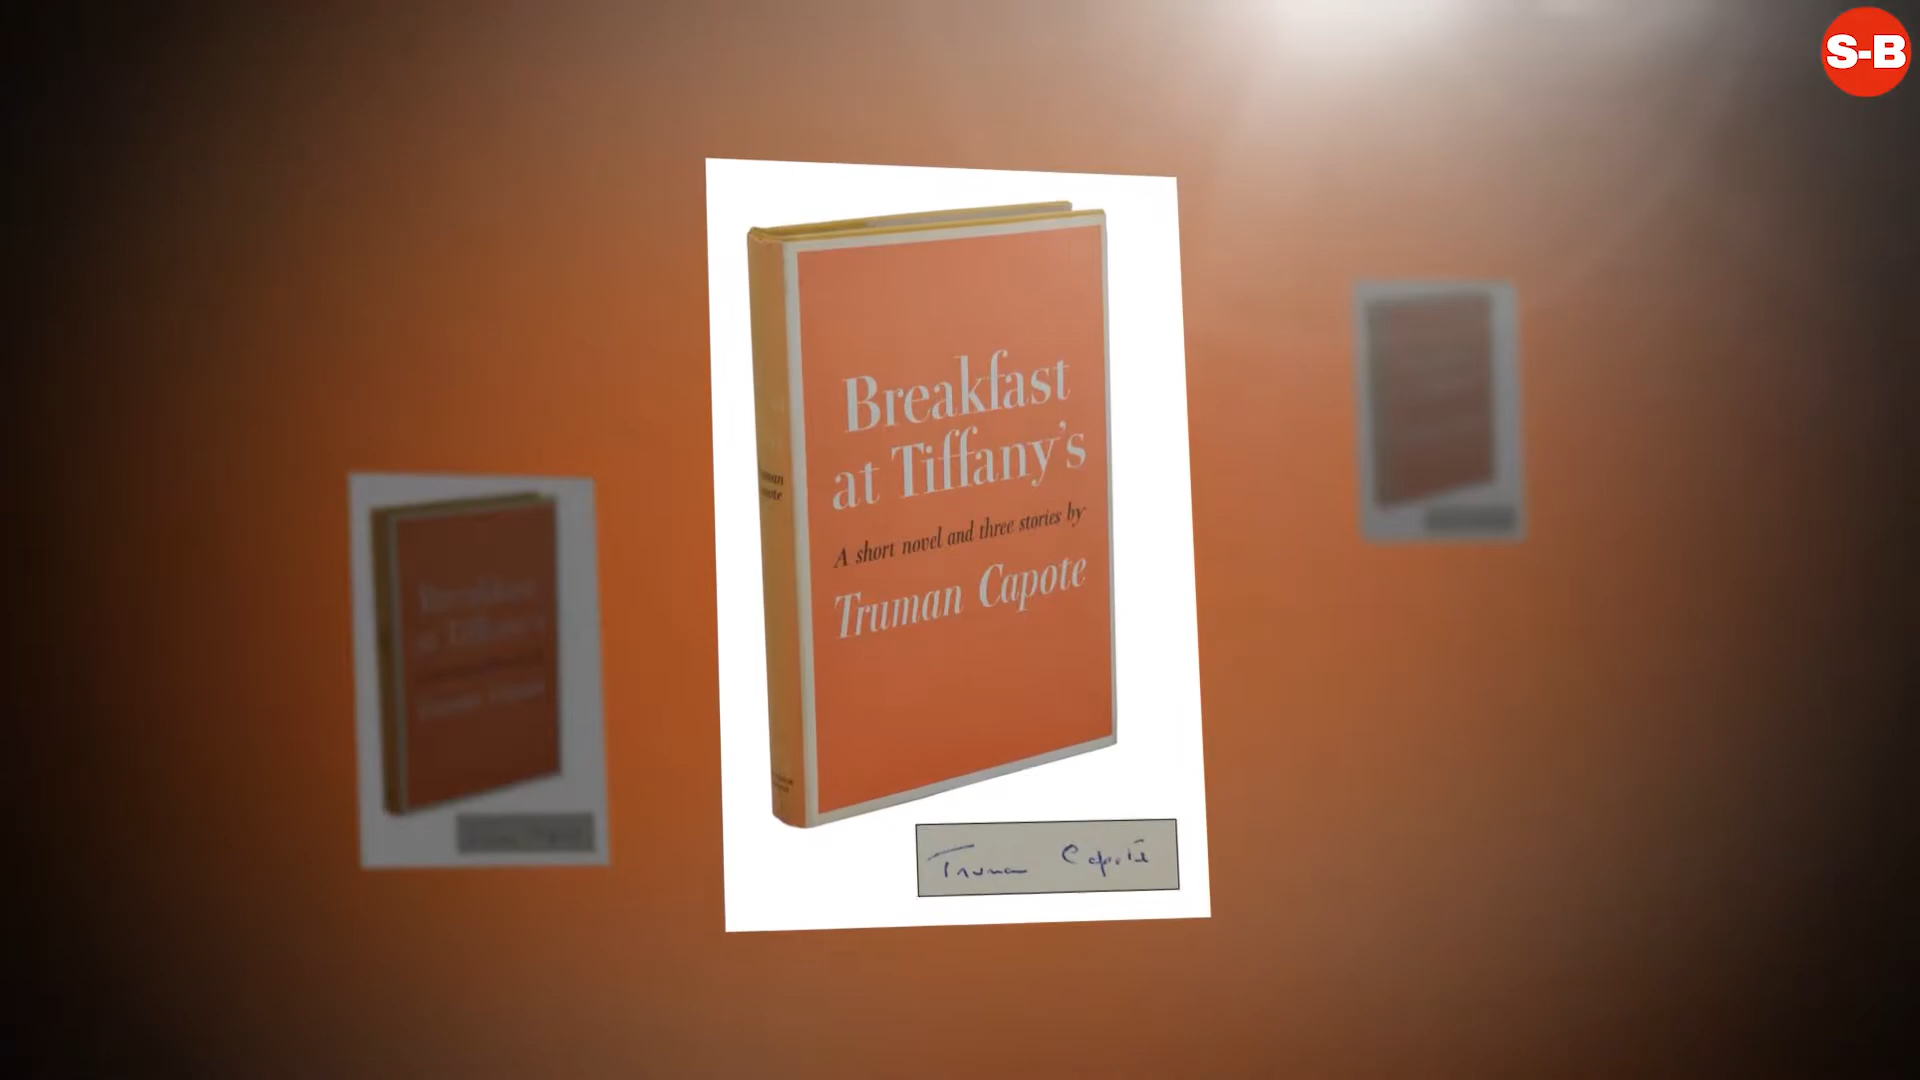 S-B
Breakfast
at Tiffany's
A short novel and three stories by
Truman Capote
Truman Capote